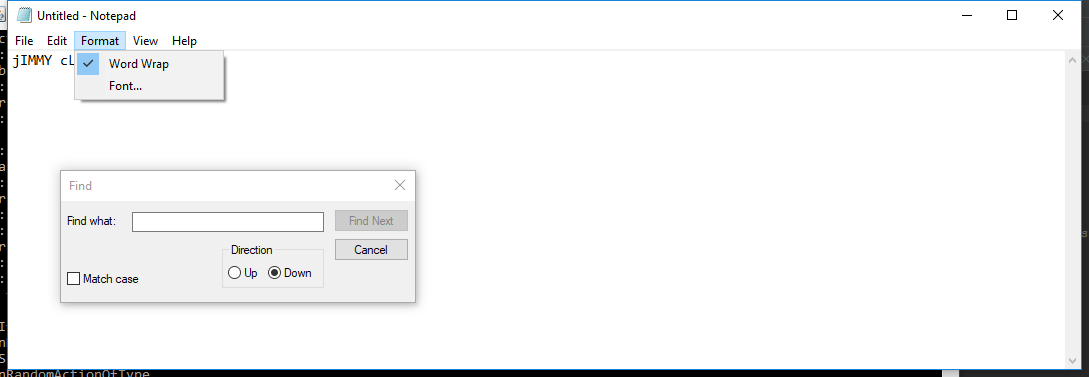 Untitled - Notepad
File Edit Format View Help
jIMMY
Word Wrap
Font...
Find
Find what:
Find Next
Direction
Cancel
Up Down
Match case
nRandomActionOfType